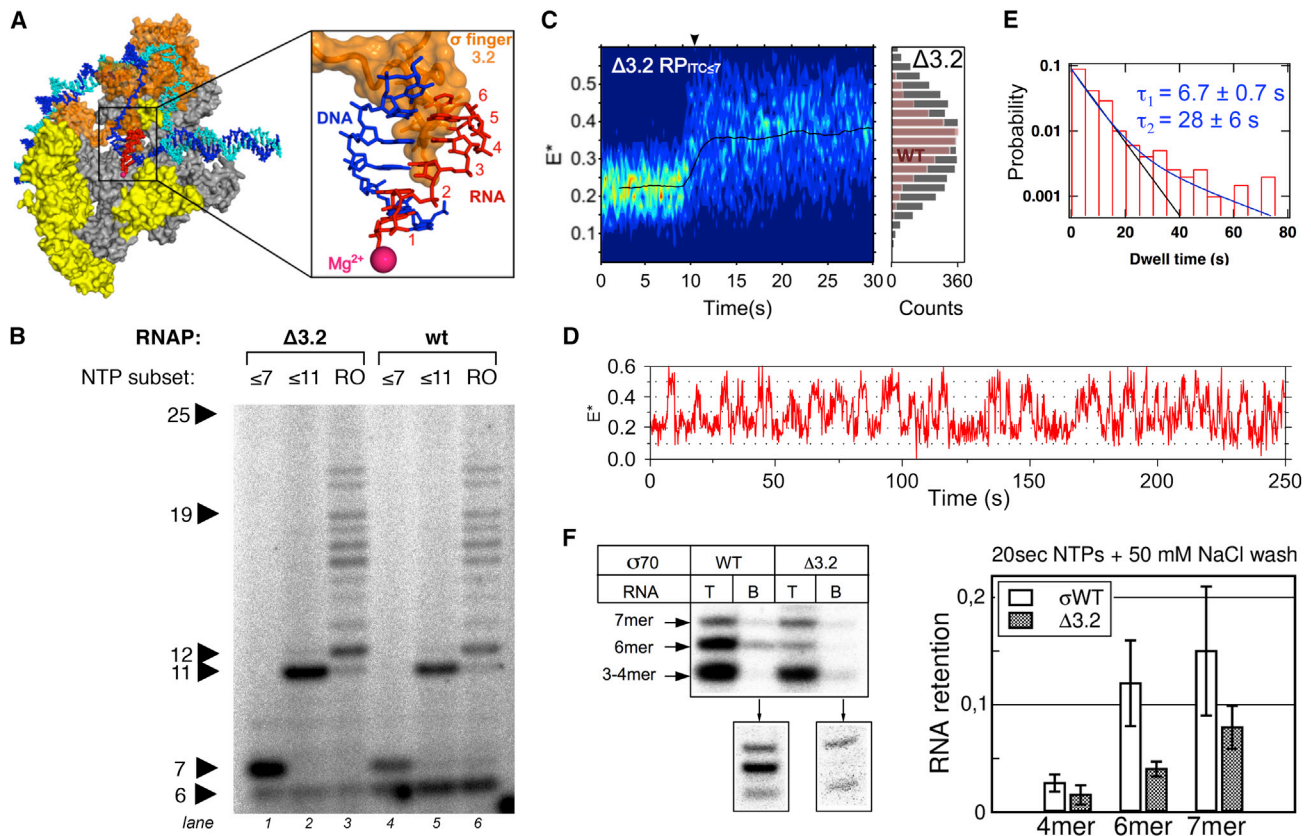 A
σ finger
3.2
DNA
6
5
4
3
RNA
2
1
Mg2+
B
RNAP: Δ3.2 wt
NTP subset: ≤7 ≤11 RO ≤7 ≤11 RO
25
19
12
11
7
6
lane 1 2 3 4 5 6
C
Δ3.2 RPITC≤7
Δ3.2
WT
E*
0.5
0.4
0.3
0.2
0.1
0 5 10 15 20 25 30
Time(s)
0 360
Counts
D
E*
0.6
0.4
0.2
0.0
0 50 100 150 200 250
Time (s)
E
Probability
0.1
0.01
0.001
τ1 = 6.7 ± 0.7 s
τ2 = 28 ± 6 s
0 20 40 60 80
Dwell time (s)
F
σ70 WT Δ3.2
RNA T B T B
7mer
6mer
3-4mer
20sec NTPs + 50 mM NaCl wash
RNA retention
0,2
0,1
0
σWT
Δ3.2
4mer 6mer 7mer